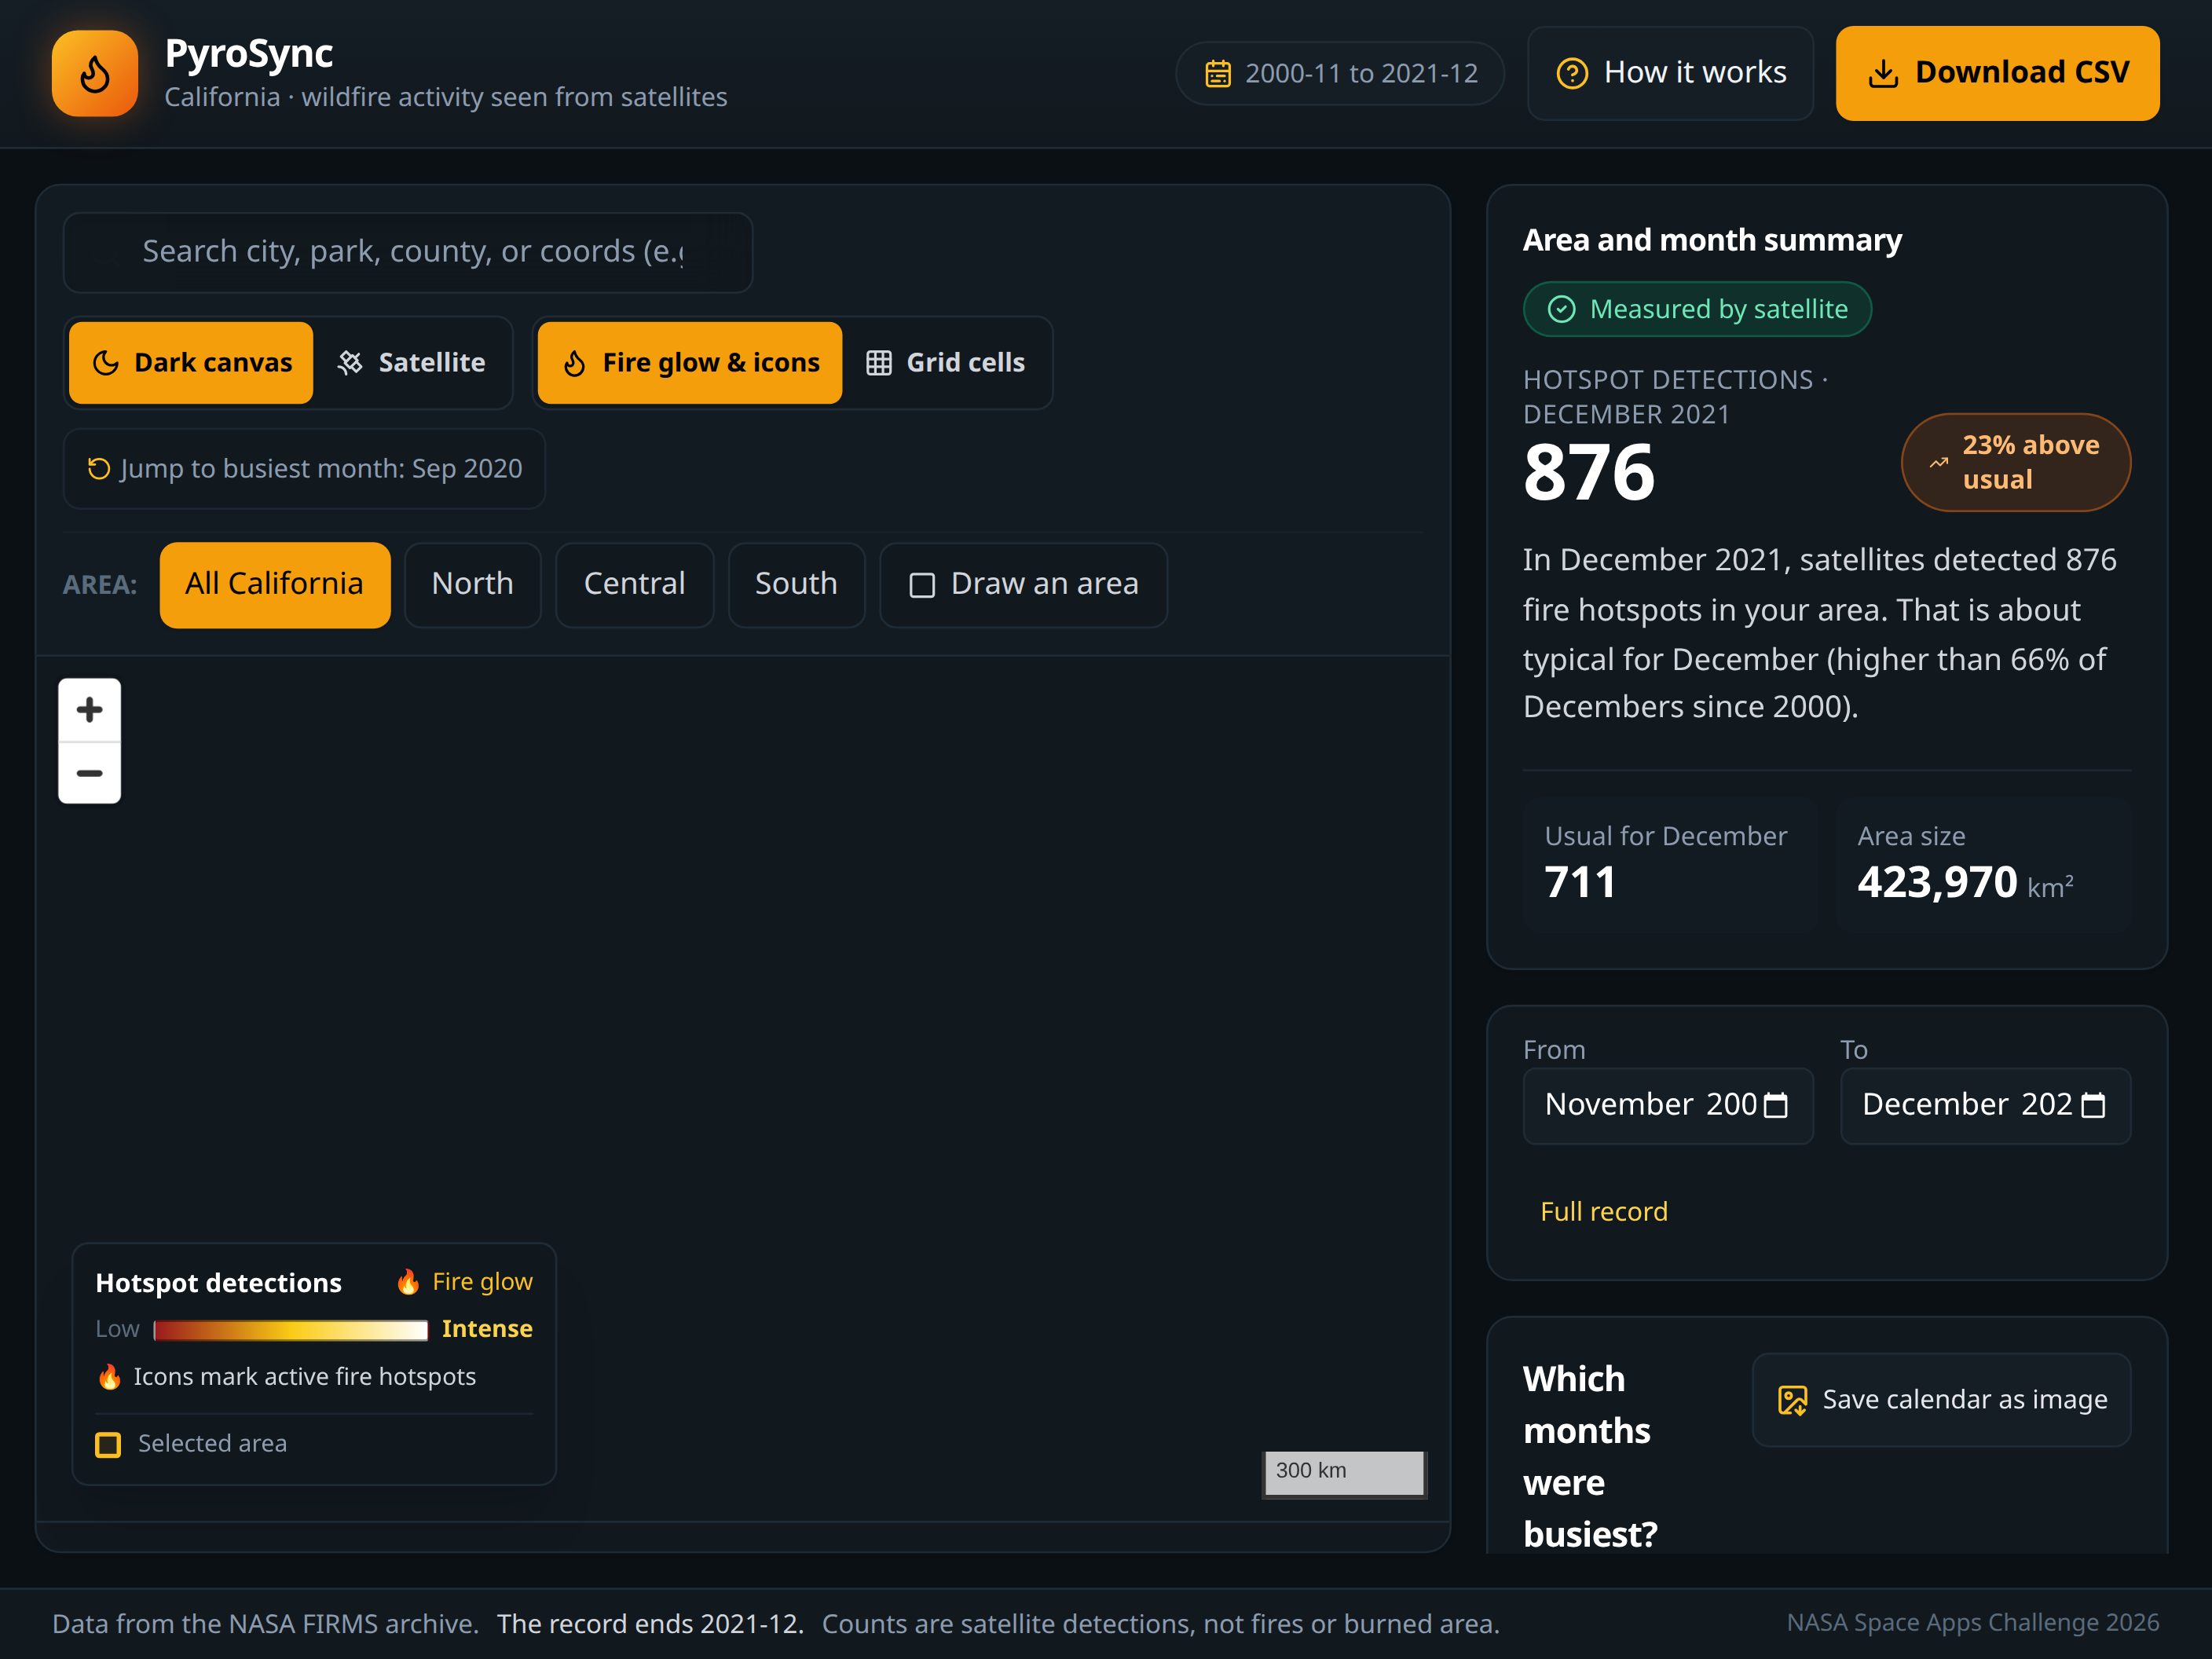 PyroSync
California · wildfire activity seen from satellites
2000-11 to 2021-12
How it works
Download CSV
Search city, park, county, or coords (e.g
Dark canvas
Satellite
Fire glow & icons
Grid cells
Jump to busiest month: Sep 2020
AREA:
All California
North
Central
South
Draw an area
Hotspot detections
🔥 Fire glow
Low
Intense
🔥 Icons mark active fire hotspots
Selected area
300 km
Area and month summary
Measured by satellite
HOTSPOT DETECTIONS ·
DECEMBER 2021
876
23% above
usual
In December 2021, satellites detected 876
fire hotspots in your area. That is about
typical for December (higher than 66% of
Decembers since 2000).
Usual for December
711
Area size
423,970 km²
From
November 200
To
December 202
Full record
Which
months
were
busiest?
Save calendar as image
Data from the NASA FIRMS archive. The record ends 2021-12. Counts are satellite detections, not fires or burned area.
NASA Space Apps Challenge 2026